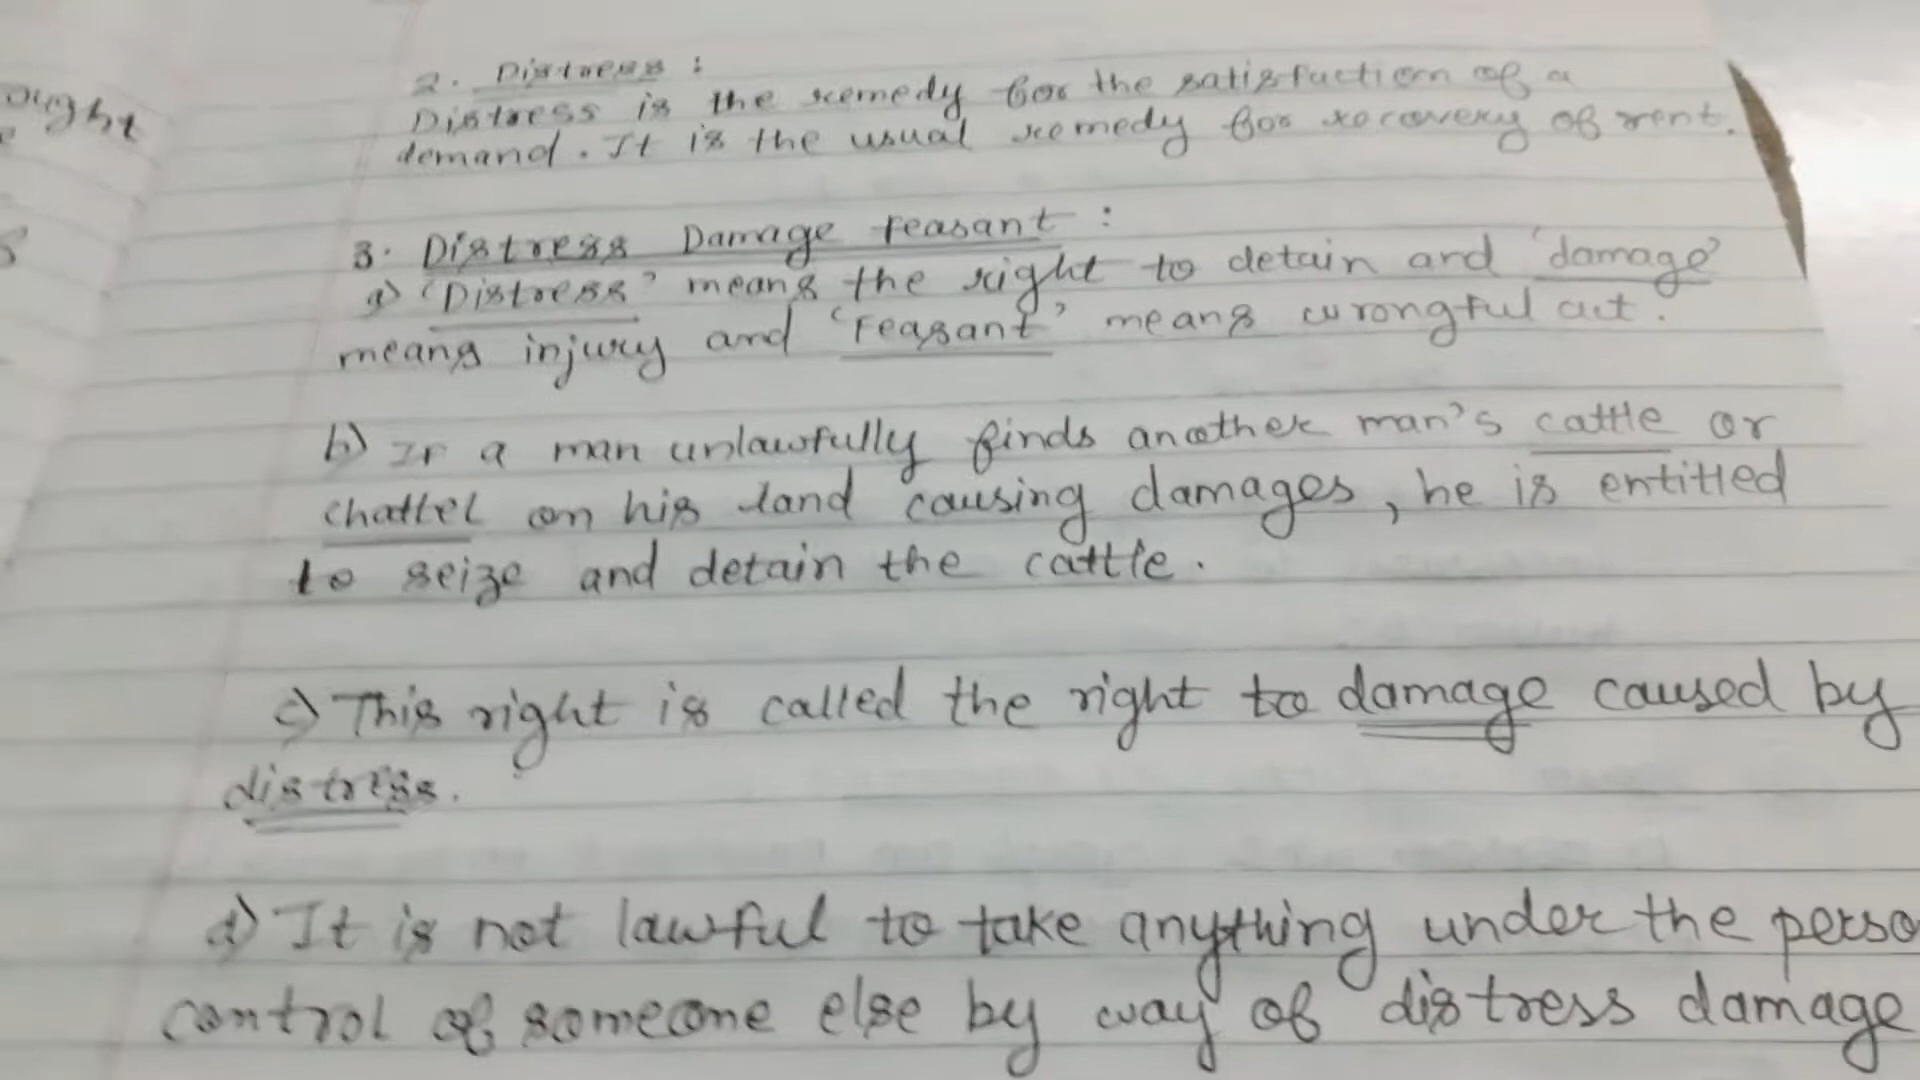 ought
2. Distress :
Distress is the remedy for the satisfaction of a
demand. It is the usual remedy for recovery of rent.
3. Distress Damage feasant :
a) 'Distress' means the right to detain and 'damage'
means injury and 'Feasant' means wrongful act.
b) If a man unlawfully finds another man's cattle or
chattel on his land causing damages, he is entitled
to seize and detain the cattle.
c) This right is called the right to damage caused by
distress.
d) It is not lawful to take anything under the perso
control of someone else by way of distress damage